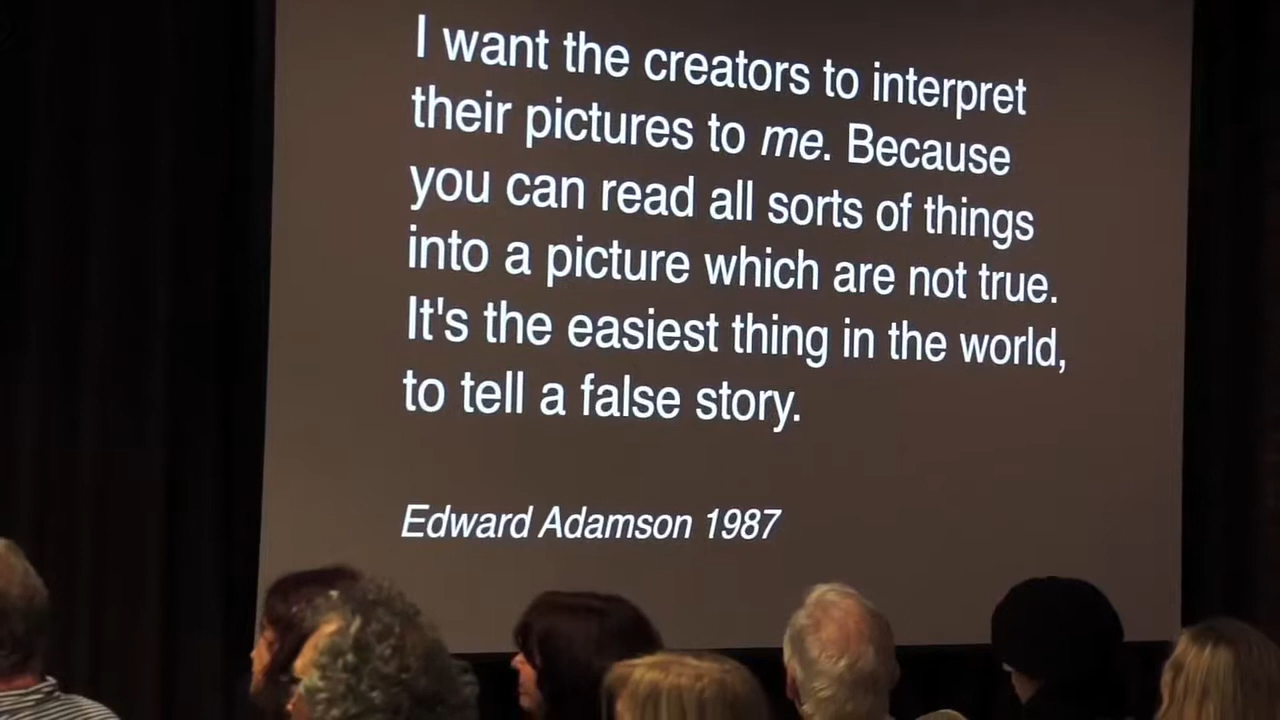 I want the creators to interpret
their pictures to me. Because
you can read all sorts of things
into a picture which are not true.
It's the easiest thing in the world,
to tell a false story.
Edward Adamson 1987